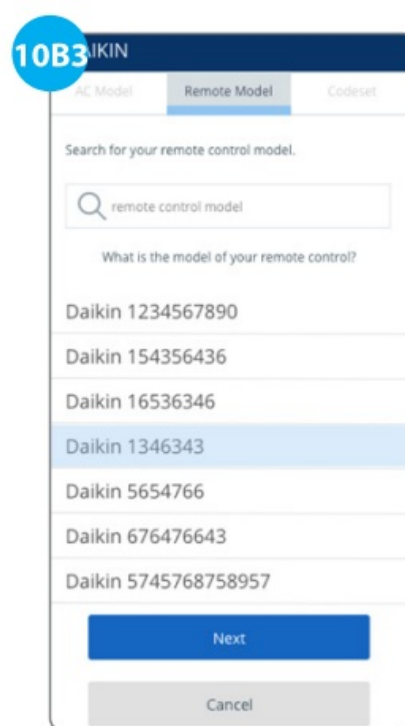 10B3
AIKIN
AC Model Remote Model Codeset
Search for your remote control model.
remote control model
What is the model of your remote control?
Daikin 1234567890
Daikin 154356436
Daikin 16536346
Daikin 1346343
Daikin 5654766
Daikin 676476643
Daikin 5745768758957
Next
Cancel